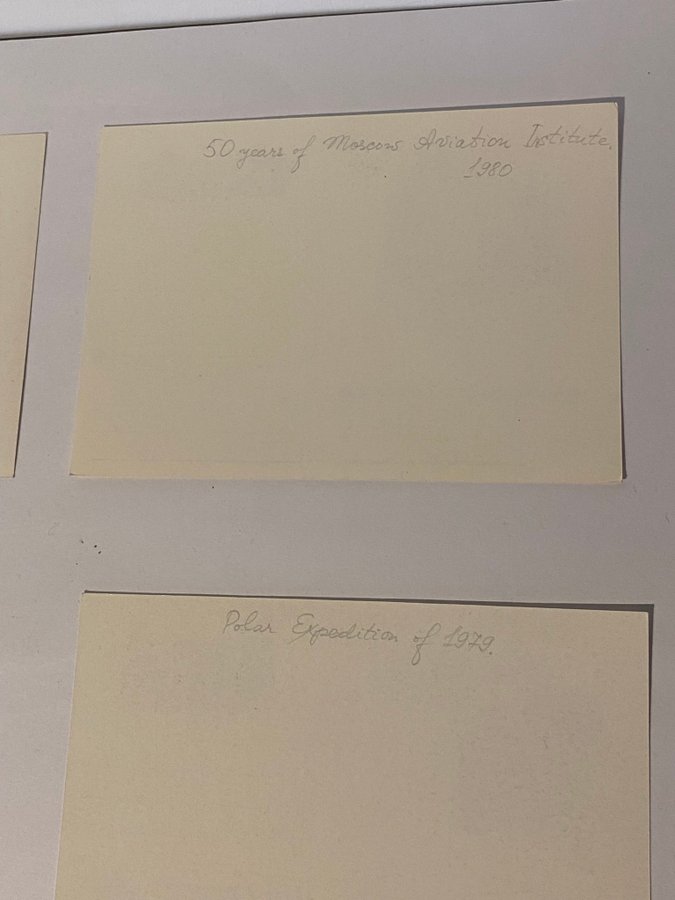 50 years of Moscow Aviation Institute.
1980
Polar Expedition of 1979.